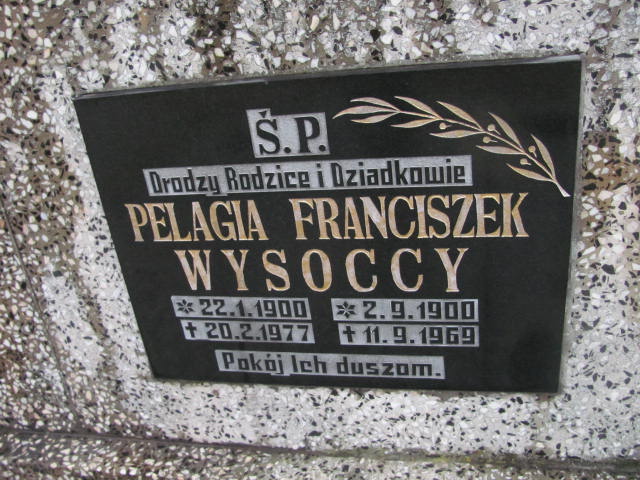 Ś.P.
Drodzy Rodzice i Dziadkowie
PELAGIA FRANCISZEK
WYSOCCY
✲ 22.1.1900 ✲ 2.9.1900
✝ 20.2.1977 ✝ 11.9.1969
Pokój Ich duszom.